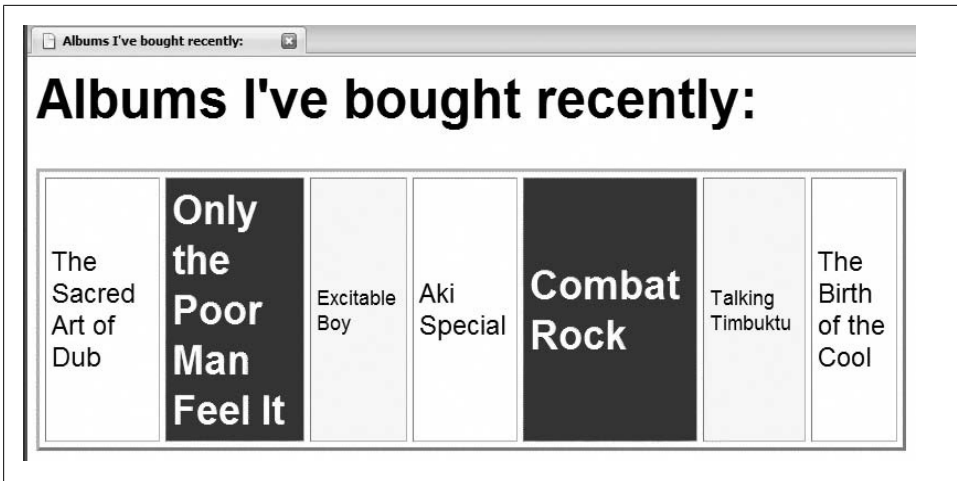 Albums I've bought recently:
Albums I've bought recently:
The
Sacred
Art of
Dub
Only
the
Poor
Man
Feel It
Excitable
Boy
Aki
Special
Combat
Rock
Talking
Timbuktu
The
Birth
of the
Cool